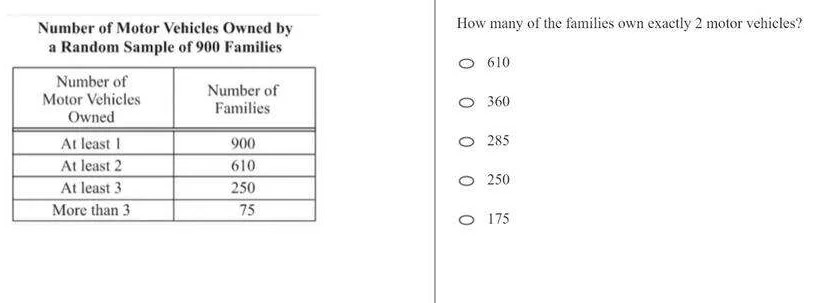 Number of Motor Vehicles Owned by
a Random Sample of 900 Families
Number of
Motor Vehicles
Owned
Number of
Families
At least 1
900
At least 2
610
At least 3
250
More than 3
75
How many of the families own exactly 2 motor vehicles?
610
360
285
250
175